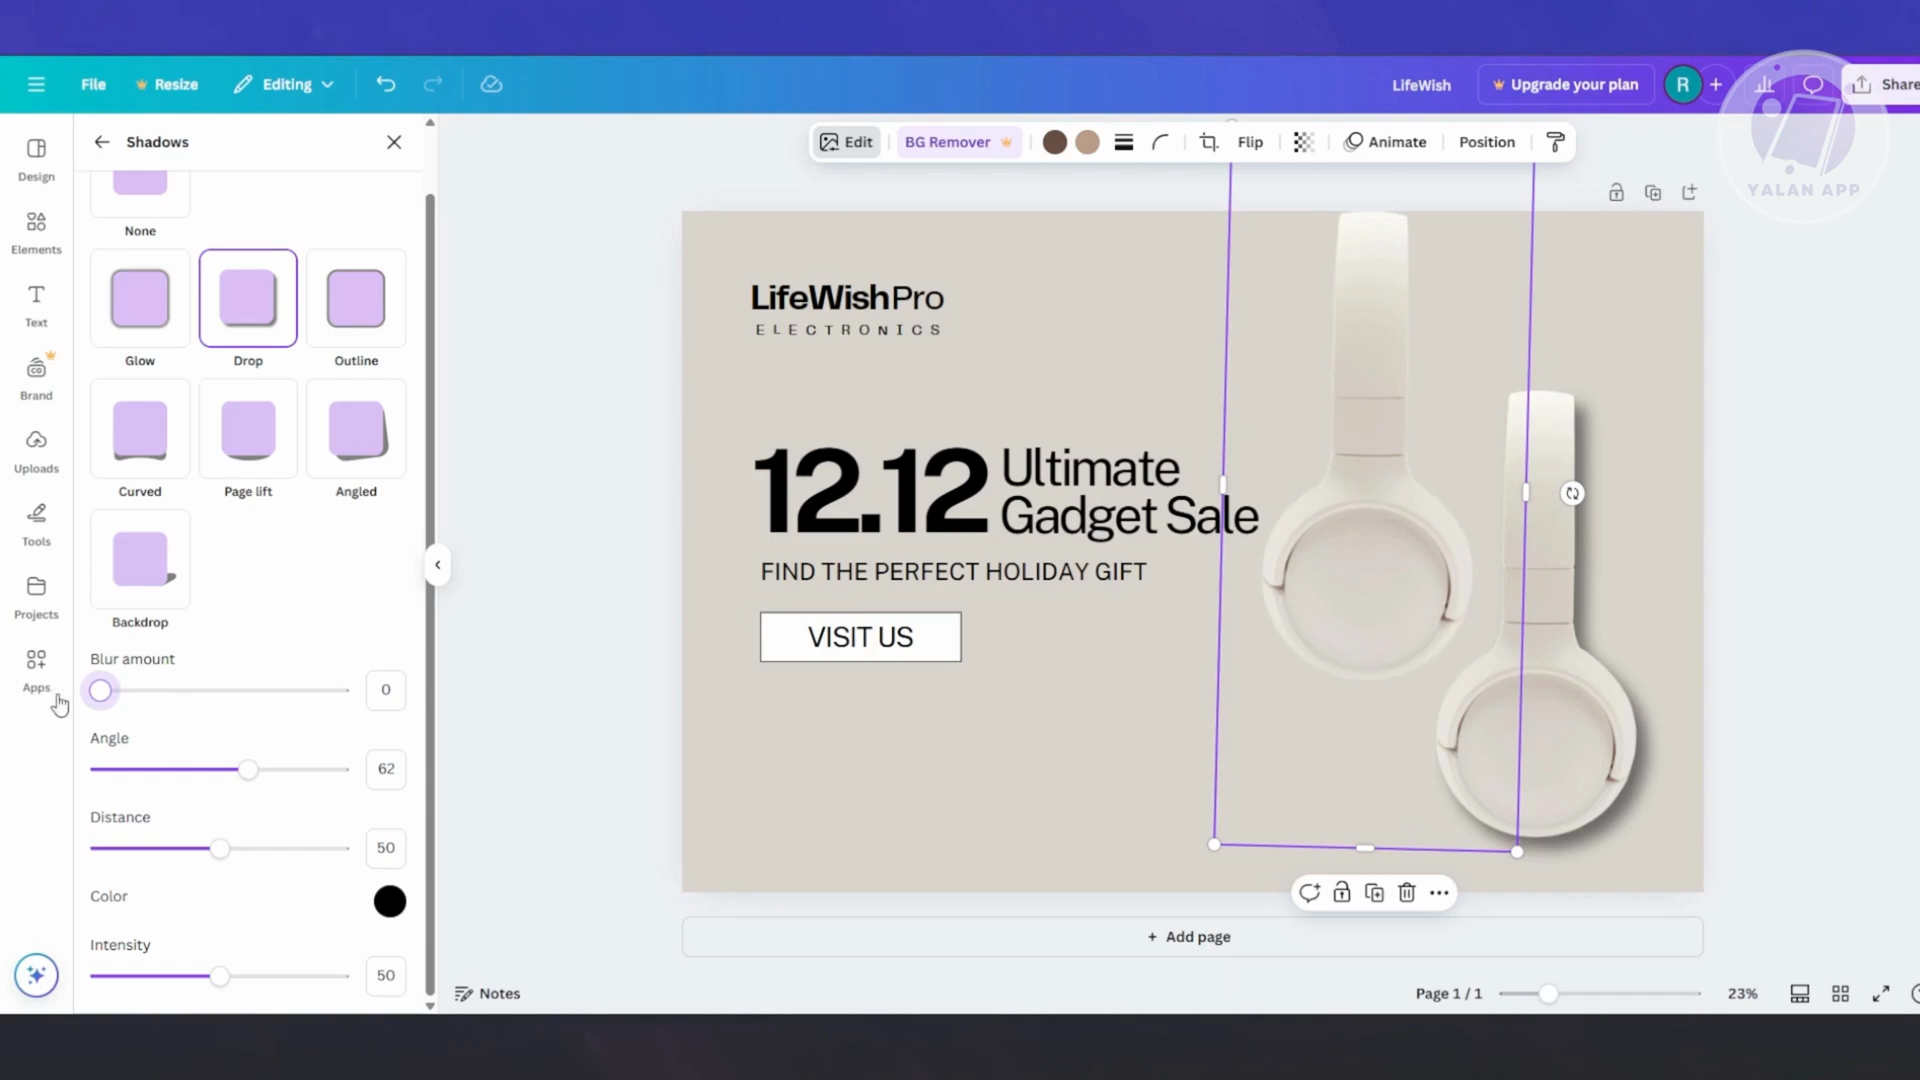 File
Resize
Editing
LifeWish
Upgrade your plan
R
Share
YALAN APP
Shadows
Edit
BG Remover
Flip
Animate
Position
Design
Elements
Text
Brand
Uploads
Tools
Projects
Apps
None
Glow
Drop
Outline
Curved
Page lift
Angled
Backdrop
Blur amount
0
Angle
62
Distance
50
Color
Intensity
50
LifeWishPro
ELECTRONICS
12.12 Ultimate
Gadget Sale
FIND THE PERFECT HOLIDAY GIFT
VISIT US
+ Add page
Notes
Page 1 / 1
23%